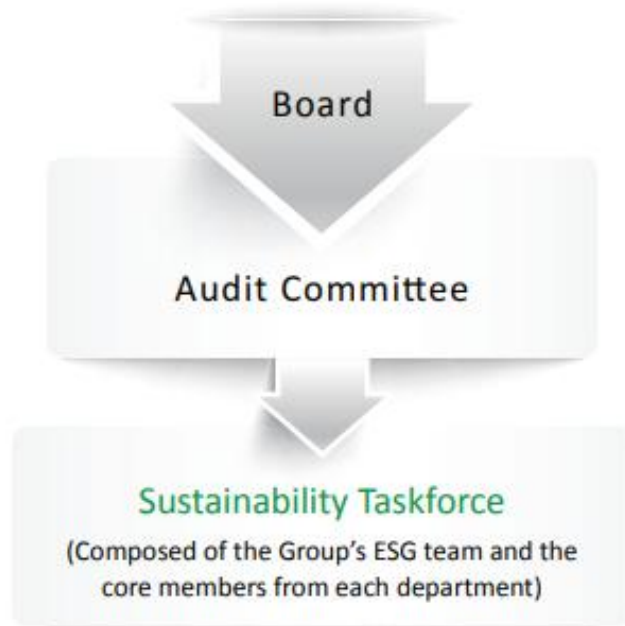 Board
Audit Committee
Sustainability Taskforce
(Composed of the Group’s ESG team and the
core members from each department)